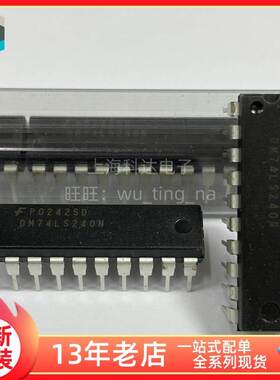 上海科达电子
旺旺: wu_ting_na
P0242SD
DM74LS240N
DM74LS240N
新
装
13年老店
一站式配单
全系列现货